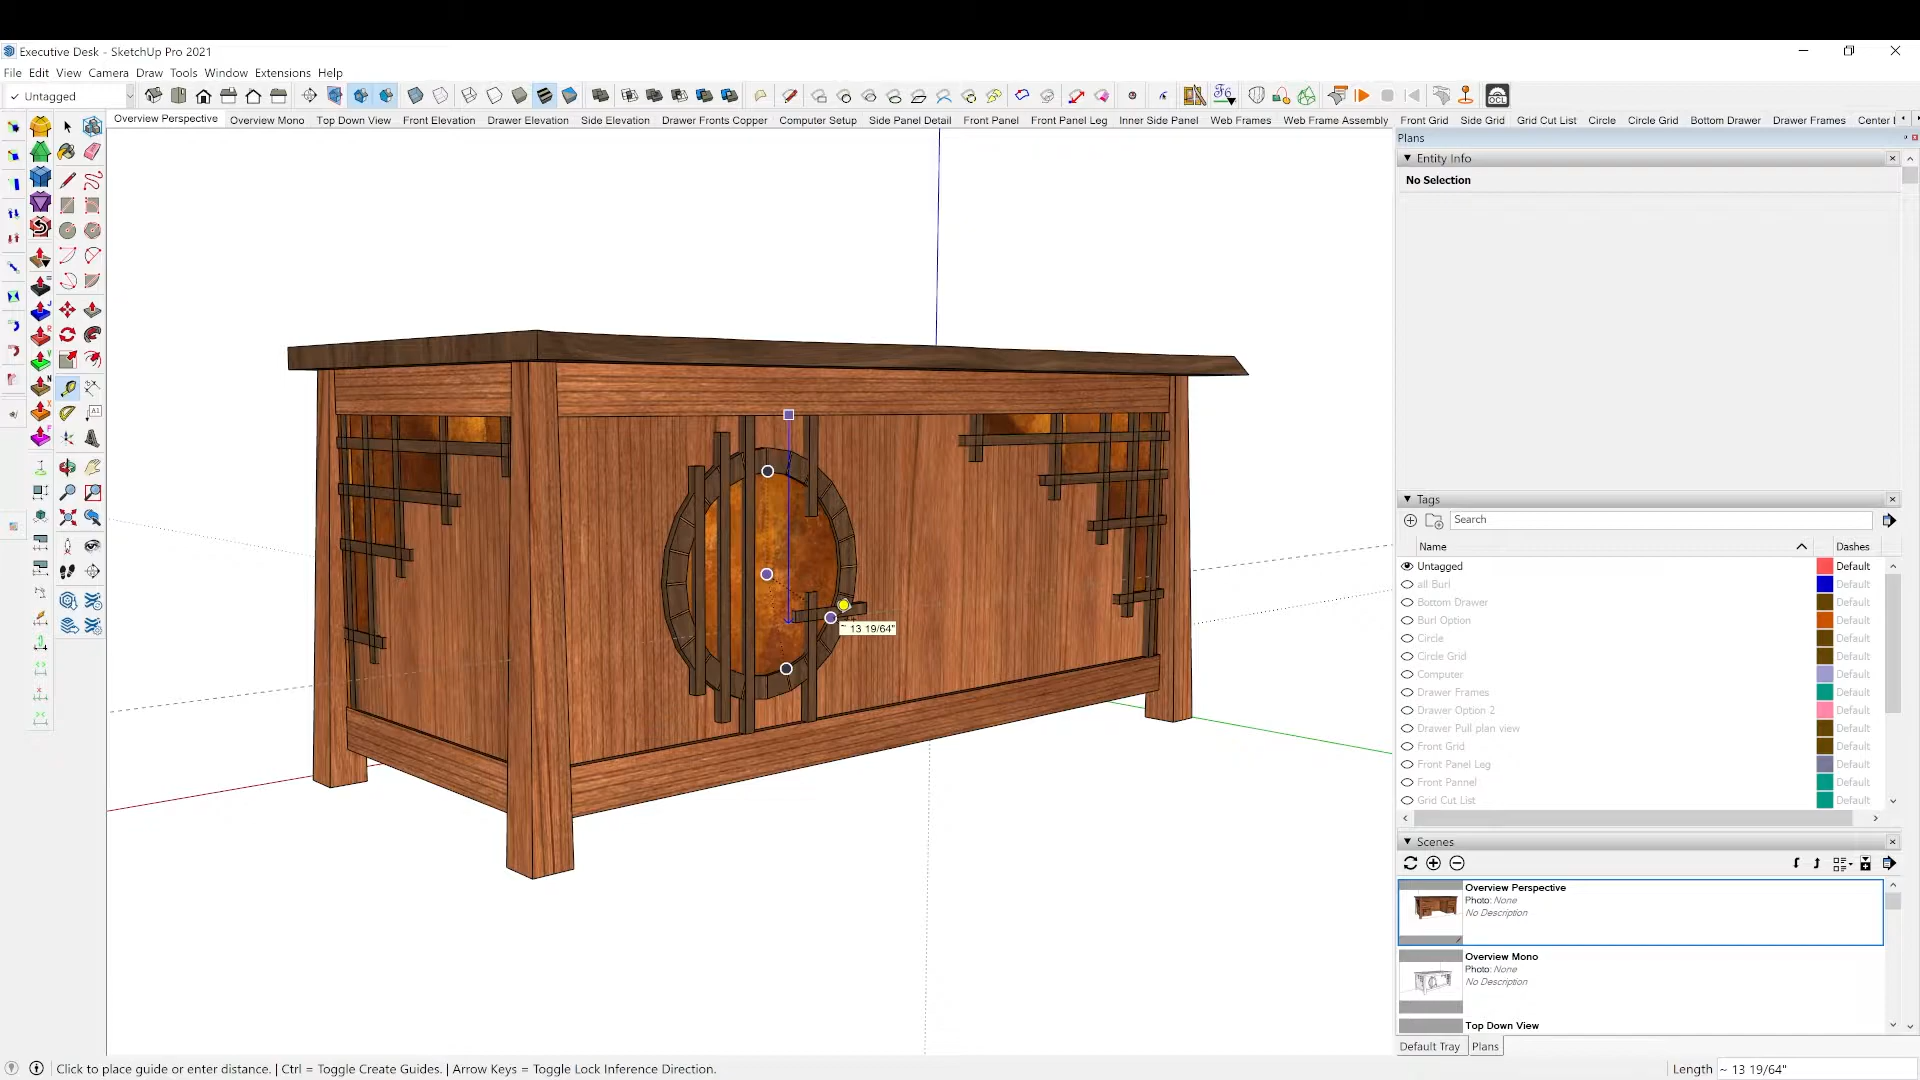 Executive Desk - SketchUp Pro 2021
File Edit View Camera Draw Tools Window Extensions Help
✓ Untagged
OCL
Overview Perspective Overview Mono Top Down View Front Elevation Drawer Elevation Side Elevation Drawer Fronts Copper Computer Setup Side Panel Detail Front Panel Front Panel Leg Inner Side Panel Web Frames Web Frame Assembly Front Grid Side Grid Grid Cut List Circle Circle Grid Bottom Drawer Drawer Frames Center
Plans
Entity Info
No Selection
~ 13 19/64"
Tags
Search
Name Dashes
Untagged Default
all Burl Default
Bottom Drawer Default
Burl Option Default
Circle Default
Circle Grid Default
Computer Default
Drawer Frames Default
Drawer Option 2 Default
Drawer Pull plan view Default
Front Grid Default
Front Panel Leg Default
Front Pannel Default
Grid Cut List Default
Scenes
Overview Perspective
Photo: None
No Description
Overview Mono
Photo: None
No Description
Top Down View
Default Tray Plans
Click to place guide or enter distance. | Ctrl = Toggle Create Guides. | Arrow Keys = Toggle Lock Inference Direction.
Length ~ 13 19/64"